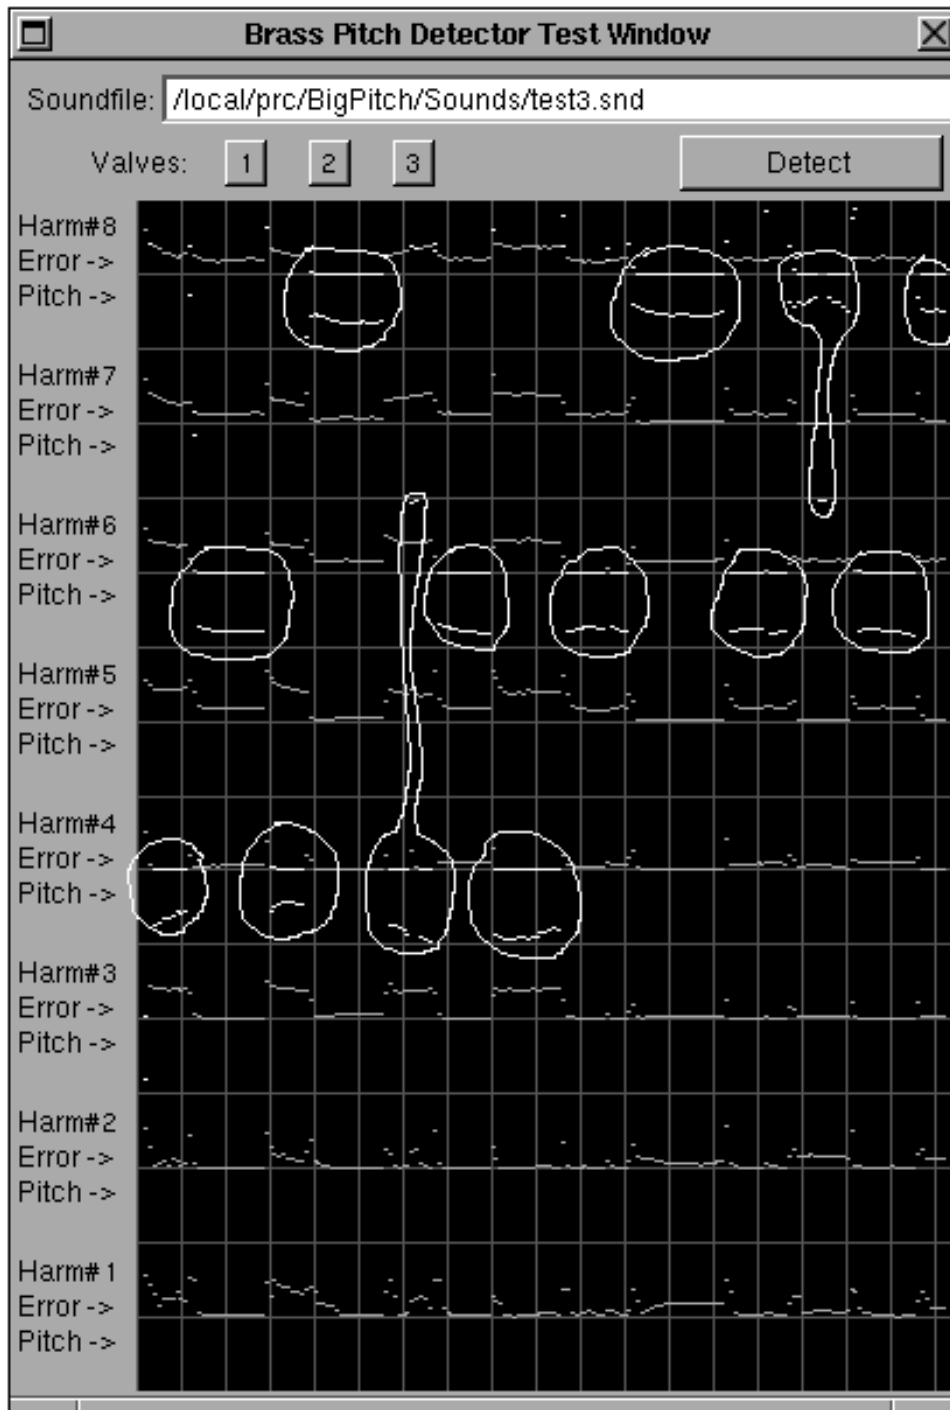 Brass Pitch Detector Test Window
Soundfile: /local/prc/BigPitch/Sounds/test3.snd
Valves: 1 2 3 Detect
Harm#8
Error ->
Pitch ->
Harm#7
Error ->
Pitch ->
Harm#6
Error ->
Pitch ->
Harm#5
Error ->
Pitch ->
Harm#4
Error ->
Pitch ->
Harm#3
Error ->
Pitch ->
Harm#2
Error ->
Pitch ->
Harm#1
Error ->
Pitch ->